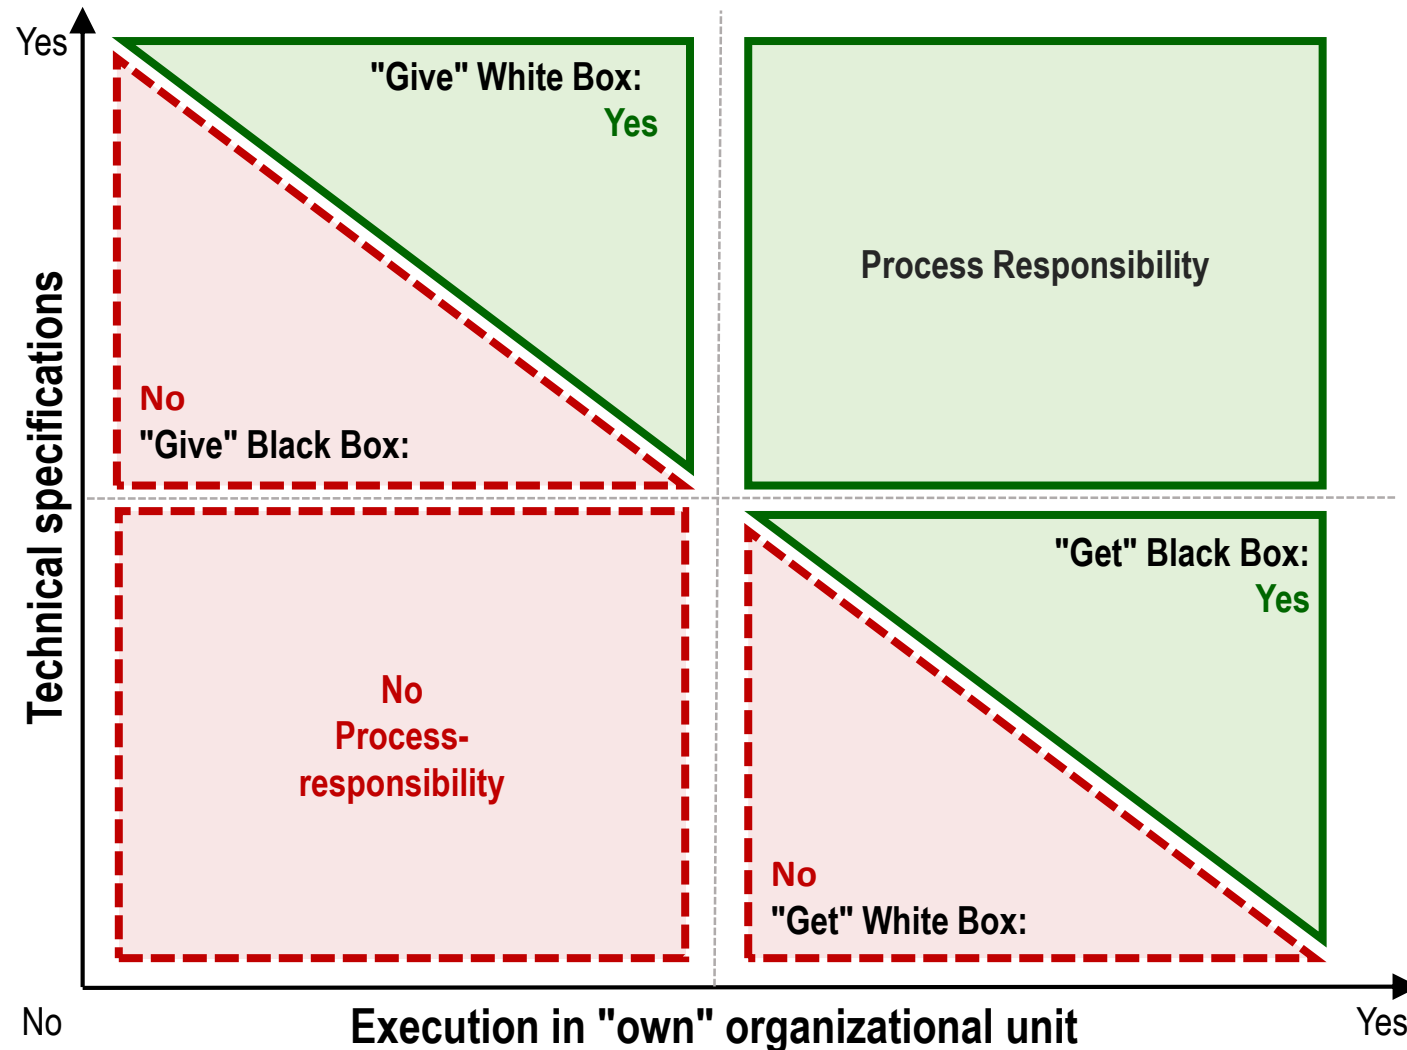 Yes
"Give" White Box:
Yes
Process Responsibility
No
"Give" Black Box:
Technical specifications
"Get" Black Box:
Yes
No
Process-
responsibility
No
"Get" White Box:
No
Execution in "own" organizational unit
Yes